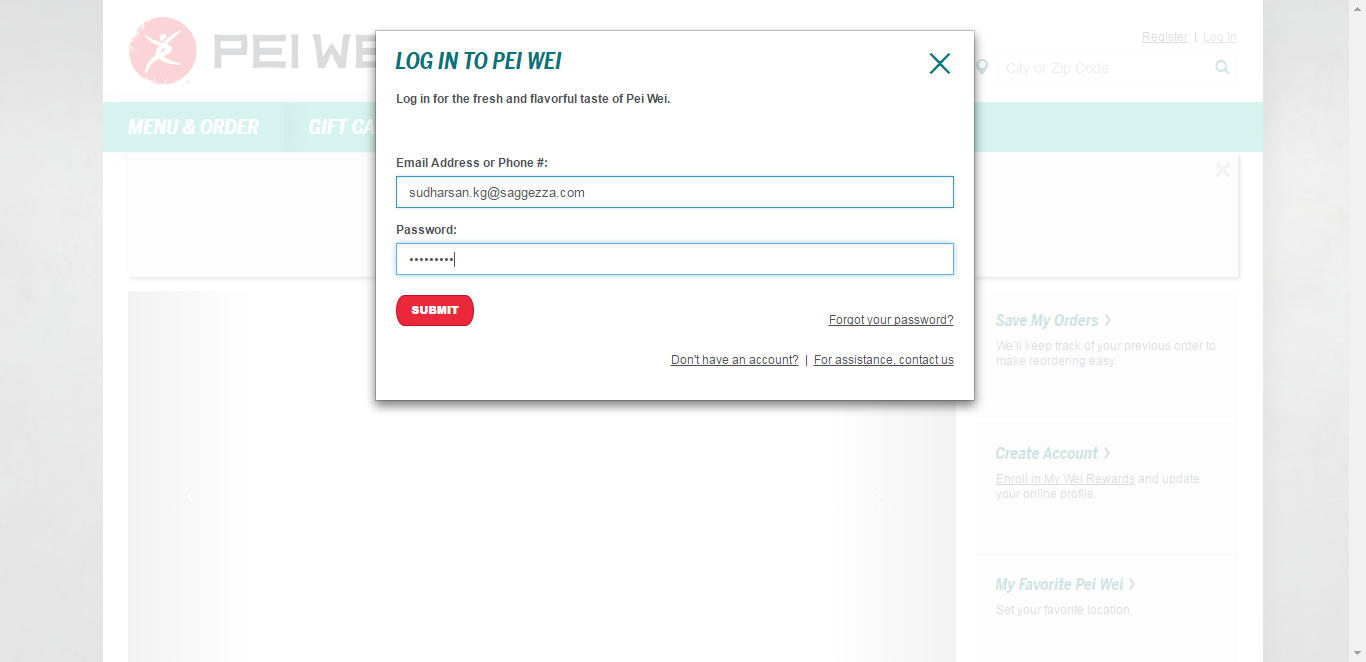 PEI WE
Register | Log In
City or Zip Code
MENU & ORDER
GIFT CA
LOG IN TO PEI WEI
Log in for the fresh and flavorful taste of Pei Wei.
Email Address or Phone #:
sudharsan.kg@saggezza.com
Password:
•••••••••
SUBMIT
Forgot your password?
Don't have an account? | For assistance, contact us
Save My Orders
We'll keep track of your previous order to
make reordering easy.
Create Account
Enroll in My Wei Rewards and update
your online profile.
My Favorite Pei Wei
Set your favorite location.